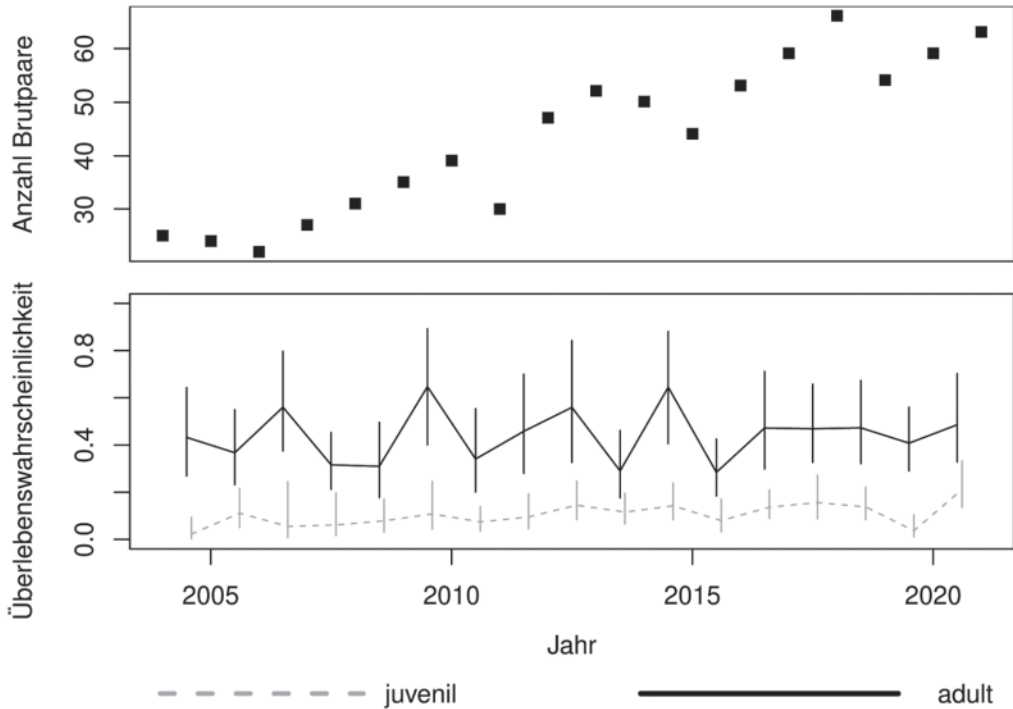 Anzahl Brutpaare
60
50
40
30
Überlebenswahrscheinlichkeit
0.8
0.4
0.0
2005 2010 2015 2020
Jahr
juvenil adult